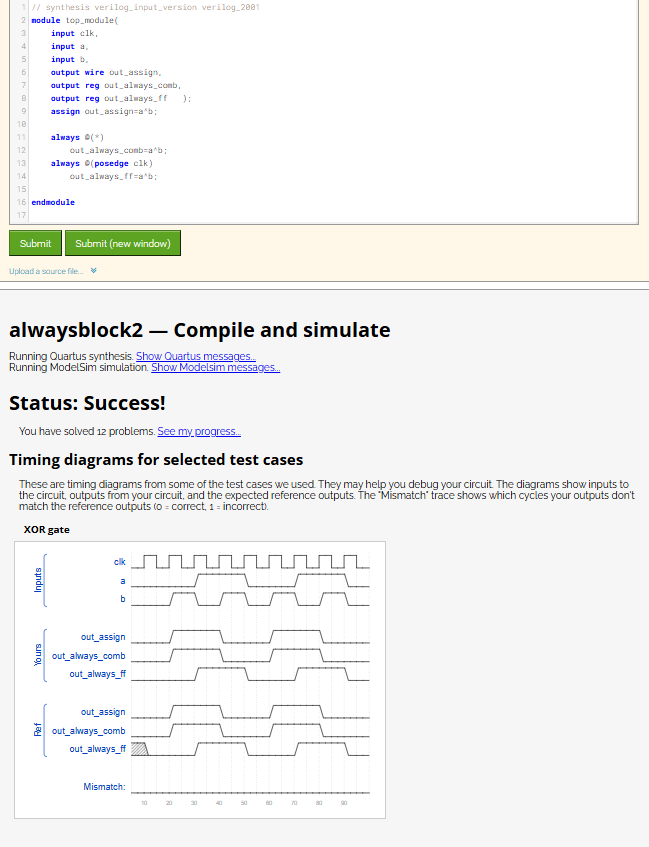 1 // synthesis verilog_input_version verilog_2001
2 module top_module(
3 input clk,
4 input a,
5 input b,
6 output wire out_assign,
7 output reg out_always_comb,
8 output reg out_always_ff );
9 assign out_assign=a^b;
10
11 always @(*)
12 out_always_comb=a^b;
13 always @(posedge clk)
14 out_always_ff=a^b;
15
16 endmodule
17
Submit Submit (new window)
Upload a source file...
alwaysblock2 — Compile and simulate
Running Quartus synthesis. Show Quartus messages...
Running ModelSim simulation. Show Modelsim messages...
Status: Success!
You have solved 12 problems. See my progress...
Timing diagrams for selected test cases
These are timing diagrams from some of the test cases we used. They may help you debug your circuit. The diagrams show inputs to
the circuit, outputs from your circuit, and the expected reference outputs. The "Mismatch" trace shows which cycles your outputs don't
match the reference outputs (0 = correct, 1 = incorrect).
XOR gate
Inputs
clk
a
b
Yours
out_assign
out_always_comb
out_always_ff
Ref
out_assign
out_always_comb
out_always_ff
Mismatch:
10 20 30 40 50 60 70 80 90